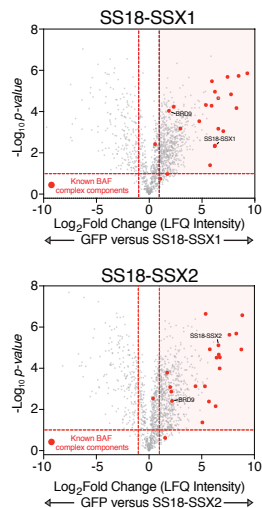 SS18-SSX1
-Log10 p-value
8
6
4
2
0
BRD9
SS18-SSX1
Known BAF
complex components
-10 -5 0 5 10
Log2Fold Change (LFQ Intensity)
GFP versus SS18-SSX1
SS18-SSX2
-Log10 p-value
8
6
4
2
0
SS18-SSX2
BRD9
Known BAF
complex components
-10 -5 0 5 10
Log2Fold Change (LFQ Intensity)
GFP versus SS18-SSX2